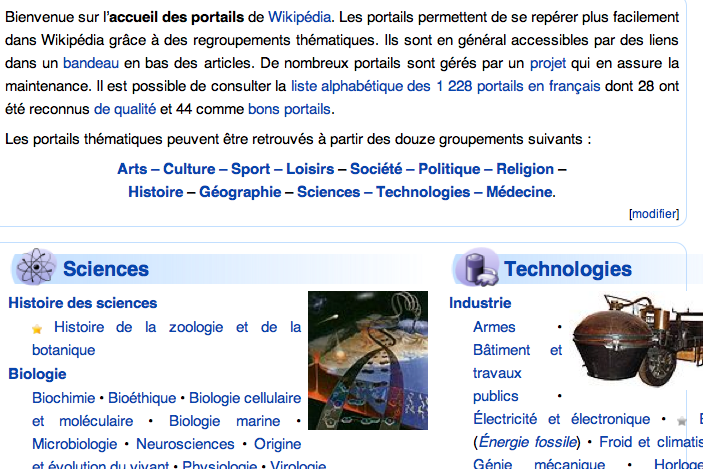 Bienvenue sur l'accueil des portails de Wikipédia. Les portails permettent de se repérer plus facilement
dans Wikipédia grâce à des regroupements thématiques. Ils sont en général accessibles par des liens
dans un bandeau en bas des articles. De nombreux portails sont gérés par un projet qui en assure la
maintenance. Il est possible de consulter la liste alphabétique des 1 228 portails en français dont 28 ont
été reconnus de qualité et 44 comme bons portails.
Les portails thématiques peuvent être retrouvés à partir des douze groupements suivants :
Arts – Culture – Sport – Loisirs – Société – Politique – Religion –
Histoire – Géographie – Sciences – Technologies – Médecine.
[modifier]
Sciences
Histoire des sciences
Histoire de la zoologie et de la
botanique
Biologie
Biochimie • Bioéthique • Biologie cellulaire
et moléculaire • Biologie marine •
Microbiologie • Neurosciences • Origine
et évolution du vivant • Physiologie • Virologie
Technologies
Industrie
Armes •
Bâtiment et
travaux
publics •
Électricité et électronique •
(Énergie fossile) • Froid et climatis
Génie mécanique • Horloge